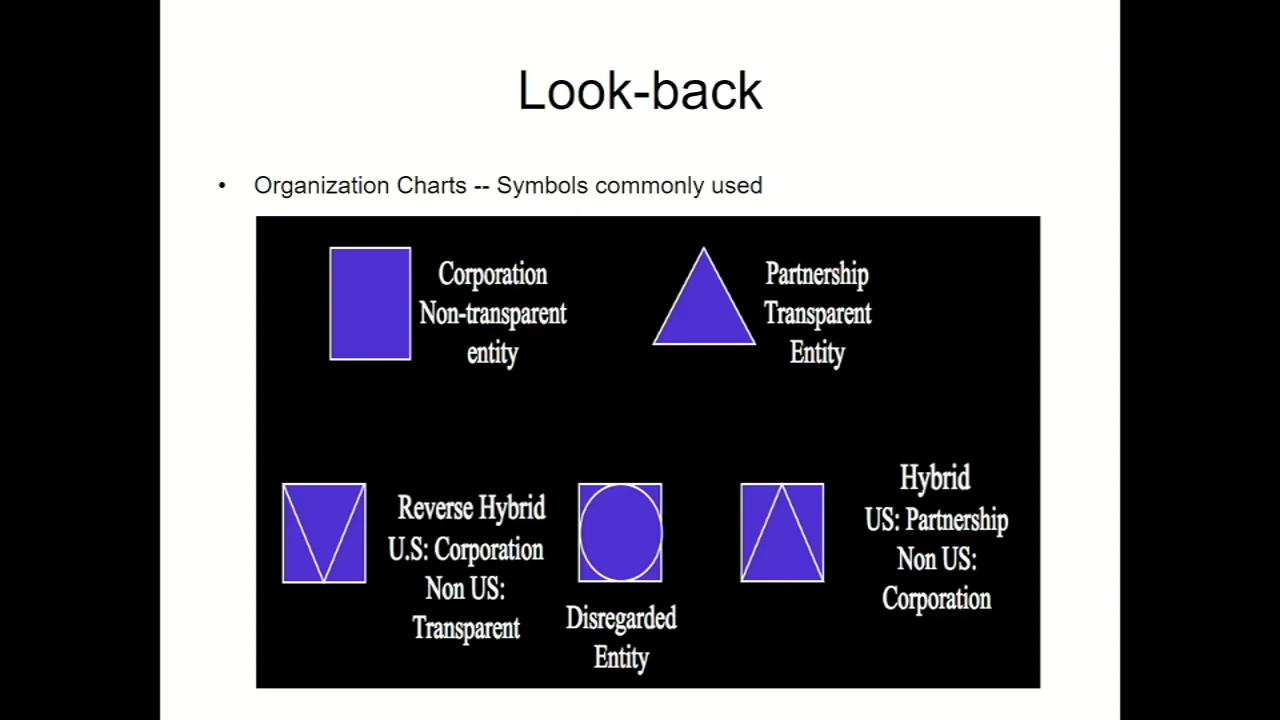 Look-back
• Organization Charts -- Symbols commonly used
Corporation
Non-transparent
entity
Partnership
Transparent
Entity
Reverse Hybrid
U.S: Corporation
Non US:
Transparent
Disregarded
Entity
Hybrid
US: Partnership
Non US:
Corporation